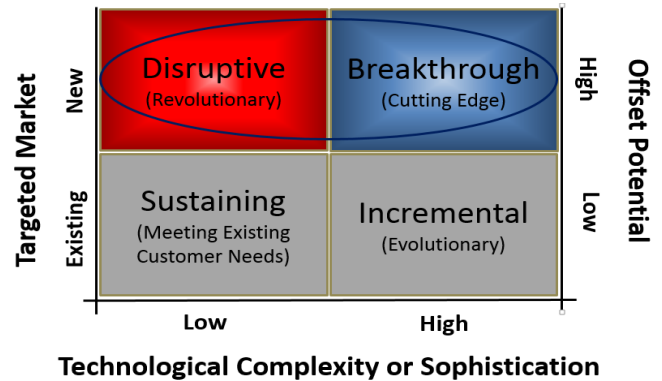 Targeted Market
New
Existing
Disruptive
(Revolutionary)
Breakthrough
(Cutting Edge)
Sustaining
(Meeting Existing
Customer Needs)
Incremental
(Evolutionary)
High
Low
Offset Potential
Low
High
Technological Complexity or Sophistication